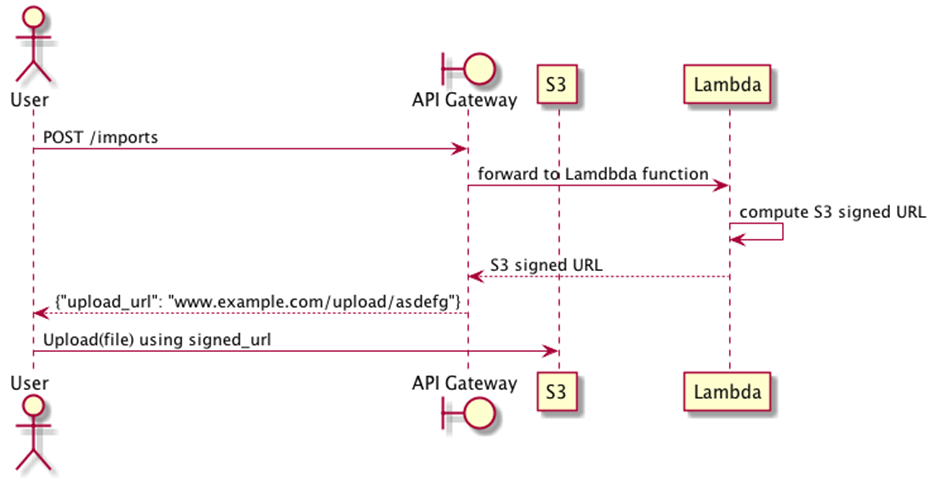 User
API Gateway
S3
Lambda
POST /imports
forward to Lamdbda function
compute S3 signed URL
S3 signed URL
{"upload_url": "www.example.com/upload/asdefg"}
Upload(file) using signed_url
User
API Gateway
S3
Lambda